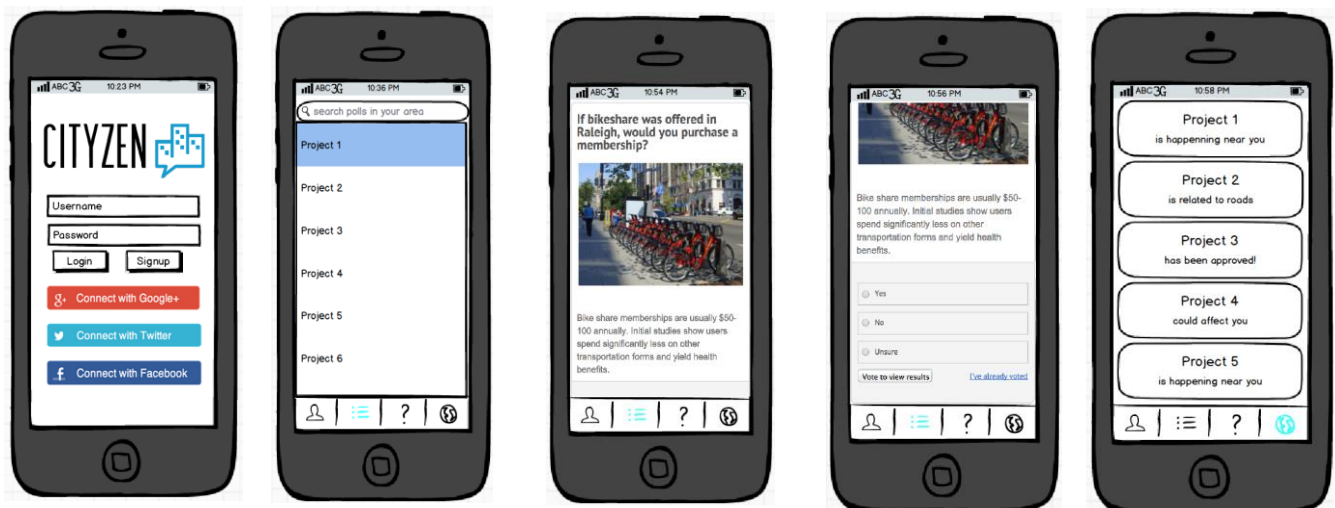 ABC 3G 10:23 PM
CITYZEN
Username
Password
Login Signup
g+ Connect with Google+
Connect with Twitter
f Connect with Facebook
ABC 3G 10:36 PM
search polls in your area
Project 1
Project 2
Project 3
Project 4
Project 5
Project 6
?
ABC 3G 10:54 PM
If bikeshare was offered in
Raleigh, would you purchase a
membership?
Bike share memberships are usually $50-
100 annually. Initial studies show users
spend significantly less on other
transportation forms and yield health
benefits.
?
ABC 3G 10:56 PM
Bike share memberships are usually $50-
100 annually. Initial studies show users
spend significantly less on other
transportation forms and yield health
benefits.
Yes
No
Unsure
Vote to view results I've already voted
?
ABC 3G 10:58 PM
Project 1
is happenning near you
Project 2
is related to roads
Project 3
has been approved!
Project 4
could affect you
Project 5
is happening near you
?